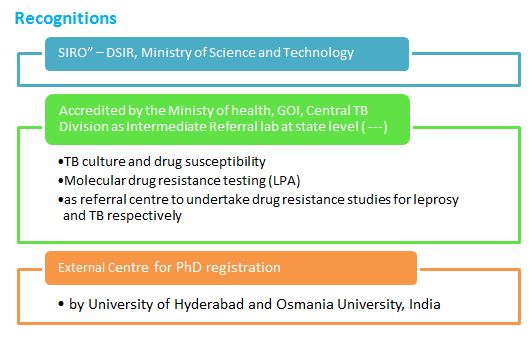 Recognitions
SIRO” – DSIR, Ministry of Science and Technology
Accredited by the Ministy of health, GOI, Central TB
Division as Intermediate Referral lab at state level ( ---)
•TB culture and drug susceptibility
•Molecular drug resistance testing (LPA)
•as referral centre to undertake drug resistance studies for leprosy
and TB respectively
External Centre for PhD registration
• by University of Hyderabad and Osmania University, India